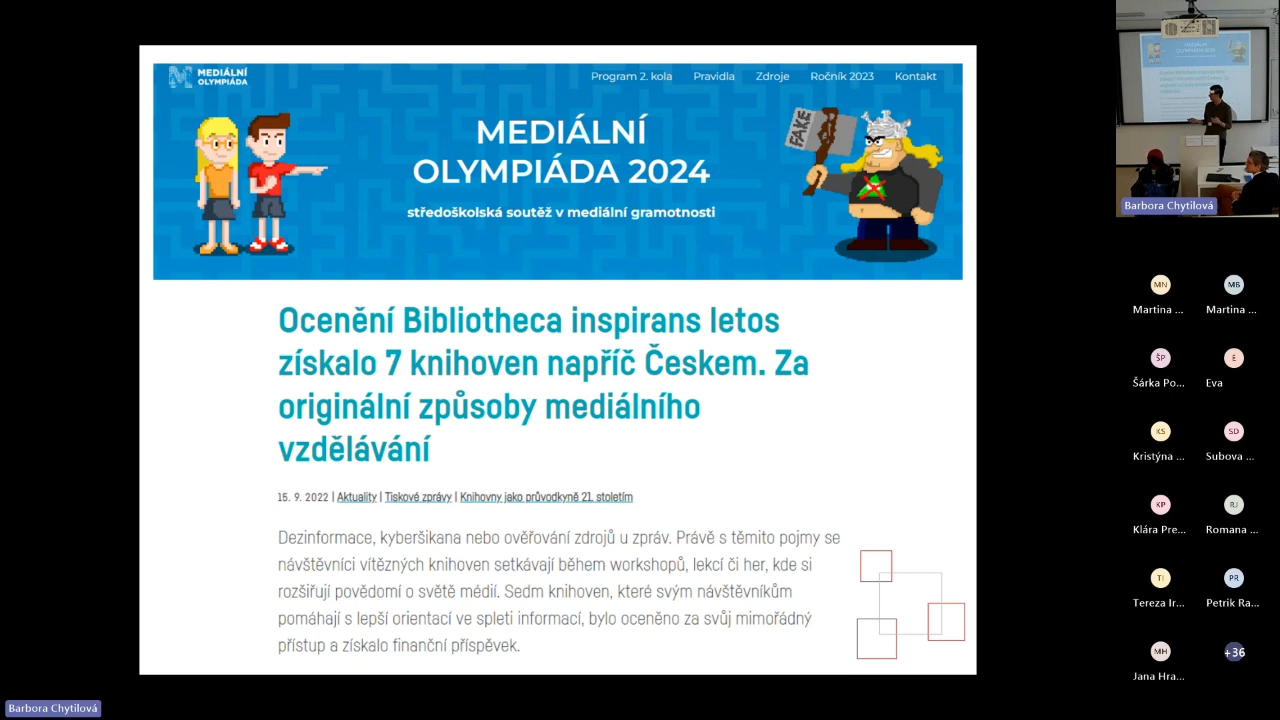 MEDIÁLNÍ
OLYMPIÁDA
Program 2. kola
Pravidla
Zdroje
Ročník 2023
Kontakt
MEDIÁLNÍ
OLYMPIÁDA 2024
středoškolská soutěž v mediální gramotnosti
FAKE
Ocenění Bibliotheca inspirans letos
získalo 7 knihoven napříč Českem. Za
originální způsoby mediálního
vzdělávání
15. 9. 2022 | Aktuality | Tiskové zprávy | Knihovny jako průvodkyně 21. stoletím
Dezinformace, kyberšikana nebo ověřování zdrojů u zpráv. Právě s těmito pojmy se
návštěvníci vítězných knihoven setkávají během workshopů, lekcí či her, kde si
rozšiřují povědomí o světě médií. Sedm knihoven, které svým návštěvníkům
pomáhají s lepší orientací ve spleti informací, bylo oceněno za svůj mimořádný
přístup a získalo finanční příspěvek.
Barbora Chytilová
Barbora Chytilová
MN
Martina ...
MB
Martina ...
ŠP
Šárka Po...
E
Eva
KS
Kristýna ...
SD
Subova ...
KP
Klára Pre...
RJ
Romana ...
TI
Tereza Ir...
PR
Petrik Ra...
MH
Jana Hra...
+36